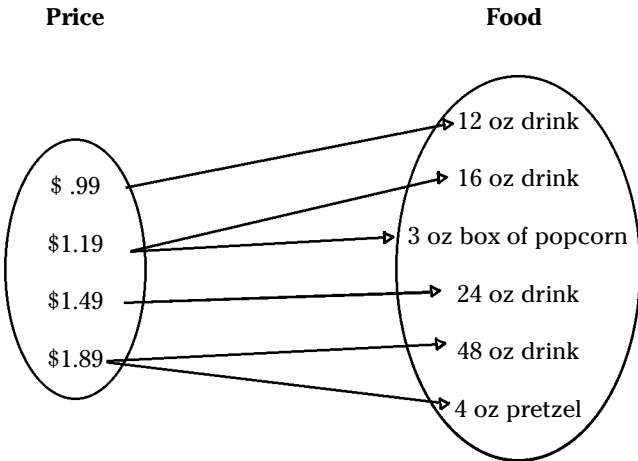 Price
Food
$ .99
$1.19
$1.49
$1.89
12 oz drink
16 oz drink
3 oz box of popcorn
24 oz drink
48 oz drink
4 oz pretzel